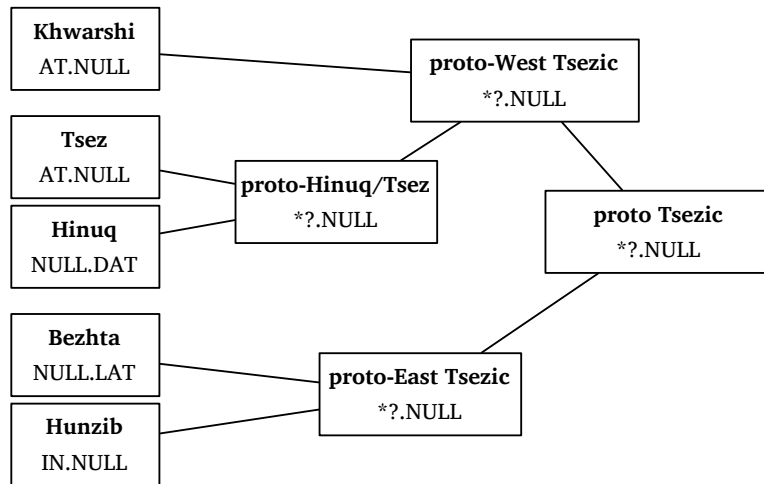 Khwarshi
AT.NULL
proto-West Tsezic
*?.NULL
Tsez
AT.NULL
proto-Hinuq/Tsez
*?.NULL
Hinuq
NULL.DAT
proto Tsezic
*?.NULL
Bezhta
NULL.LAT
proto-East Tsezic
*?.NULL
Hunzib
IN.NULL